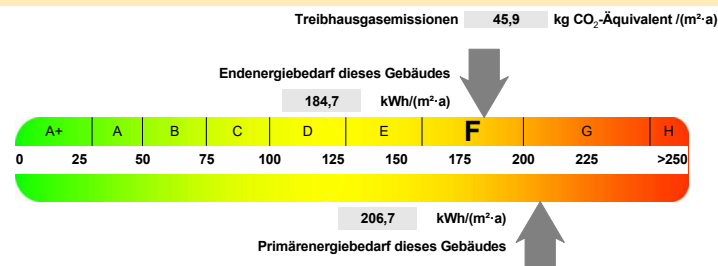 Treibhausgasemissionen 45,9 kg CO₂-Äquivalent /(m²·a)
Endenergiebedarf dieses Gebäudes
184,7 kWh/(m²·a)
A+ A B C D E F G H
0 25 50 75 100 125 150 175 200 225 >250
206,7 kWh/(m²·a)
Primärenergiebedarf dieses Gebäudes